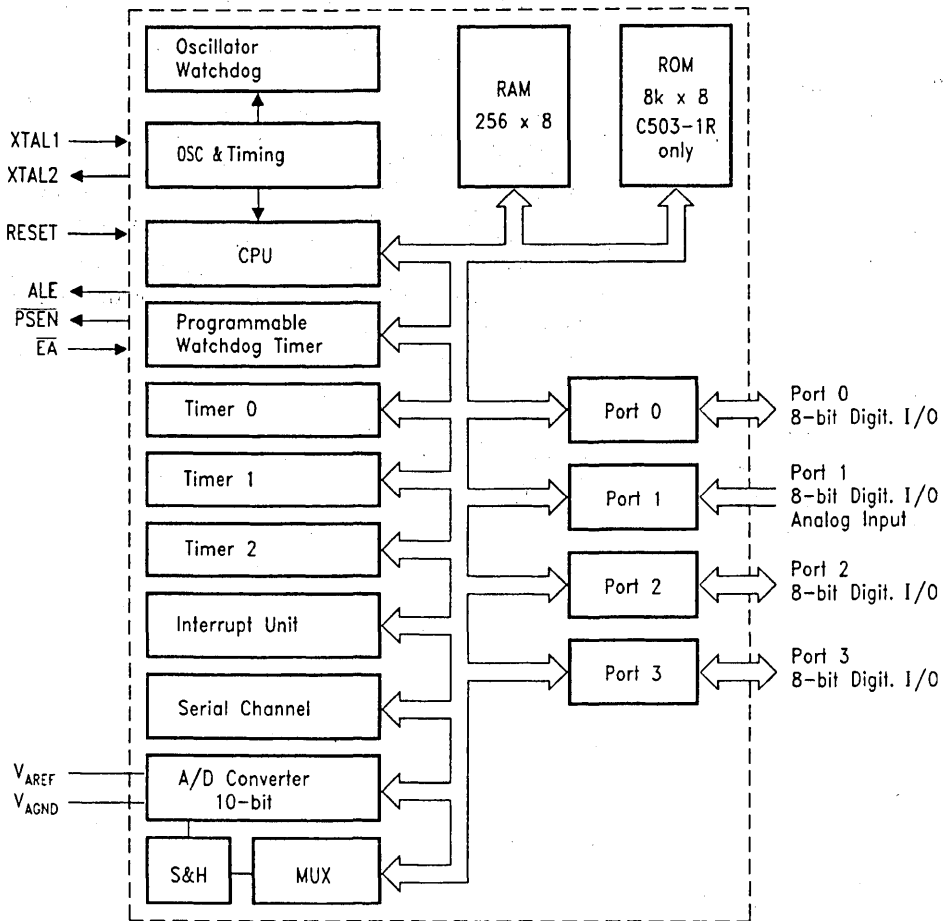 Oscillator
Watchdog
OSC & Timing
CPU
Programmable
Watchdog Timer
Timer 0
Timer 1
Timer 2
Interrupt Unit
Serial Channel
A/D Converter
10-bit
S&H
MUX
XTAL1
XTAL2
RESET
ALE
PSEN
EA
VAREF
VAGND
RAM
256 x 8
ROM
8k x 8
C503-1R
only
Port 0
Port 1
Port 2
Port 3
Port 0
8-bit Digit. I/O
Port 1
8-bit Digit. I/O
Analog Input
Port 2
8-bit Digit. I/O
Port 3
8-bit Digit. I/O